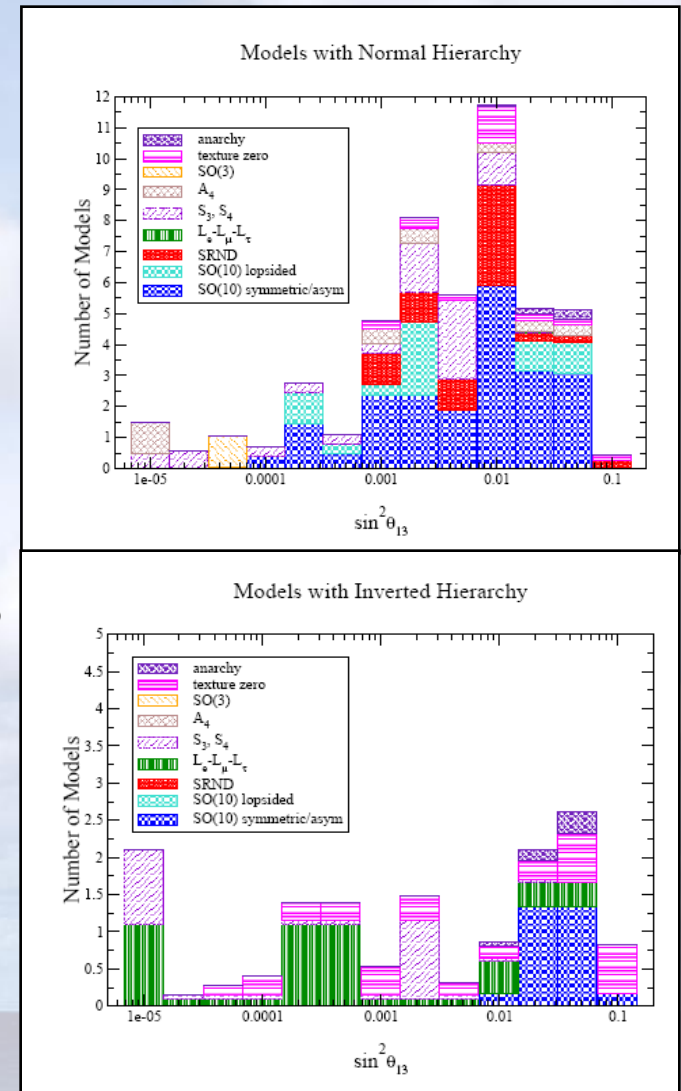 Models with Normal Hierarchy
12
11
10
9
8
7
6
5
4
3
2
1
0
Number of Models
anarchy
texture zero
SO(3)
A₄
S₃, S₄
Lₑ-L_μ-L_τ
SRND
SO(10) lopsided
SO(10) symmetric/asym
1e-05 0.0001 0.001 0.01 0.1
sin²θ₁₃
Models with Inverted Hierarchy
5
4.5
4
3.5
3
2.5
2
1.5
1
0.5
0
Number of Models
anarchy
texture zero
SO(3)
A₄
S₃, S₄
Lₑ-L_μ-L_τ
SRND
SO(10) lopsided
SO(10) symmetric/asym
1e-05 0.0001 0.001 0.01 0.1
sin²θ₁₃